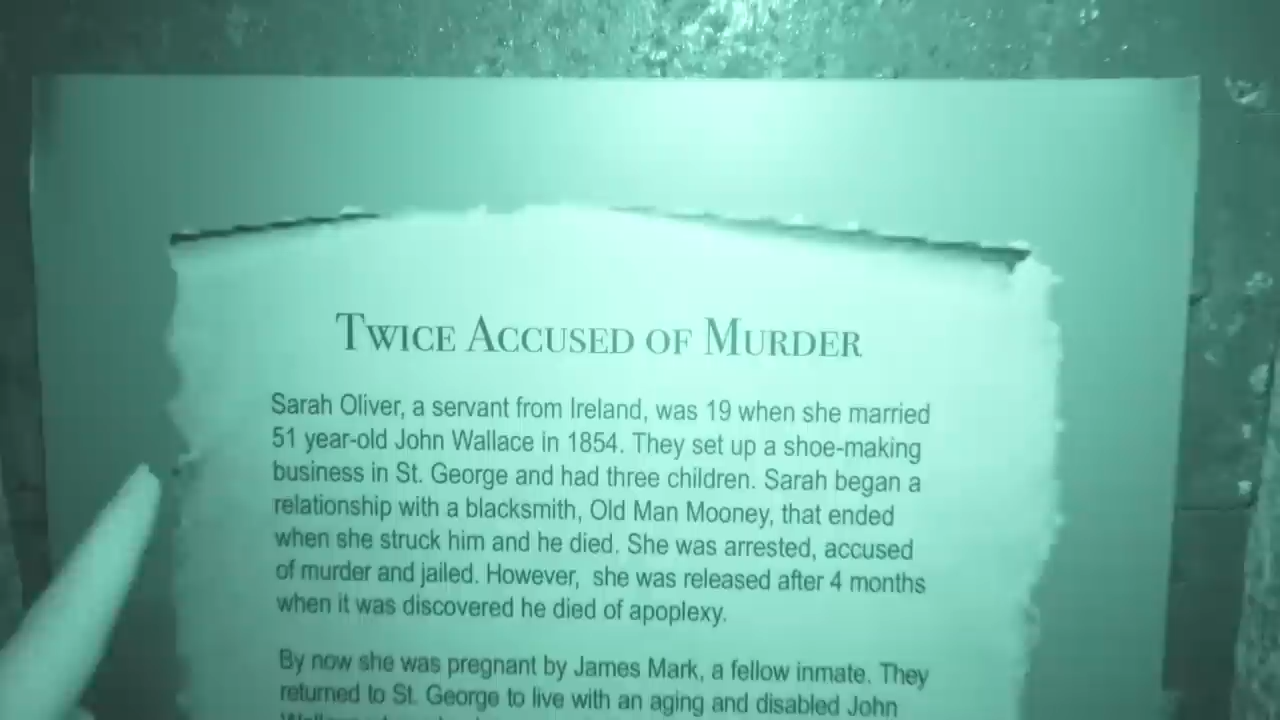 TWICE ACCUSED OF MURDER
Sarah Oliver, a servant from Ireland, was 19 when she married
51 year-old John Wallace in 1854. They set up a shoe-making
business in St. George and had three children. Sarah began a
relationship with a blacksmith, Old Man Mooney, that ended
when she struck him and he died. She was arrested, accused
of murder and jailed. However, she was released after 4 months
when it was discovered he died of apoplexy.
By now she was pregnant by James Mark, a fellow inmate. They
returned to St. George to live with an aging and disabled John